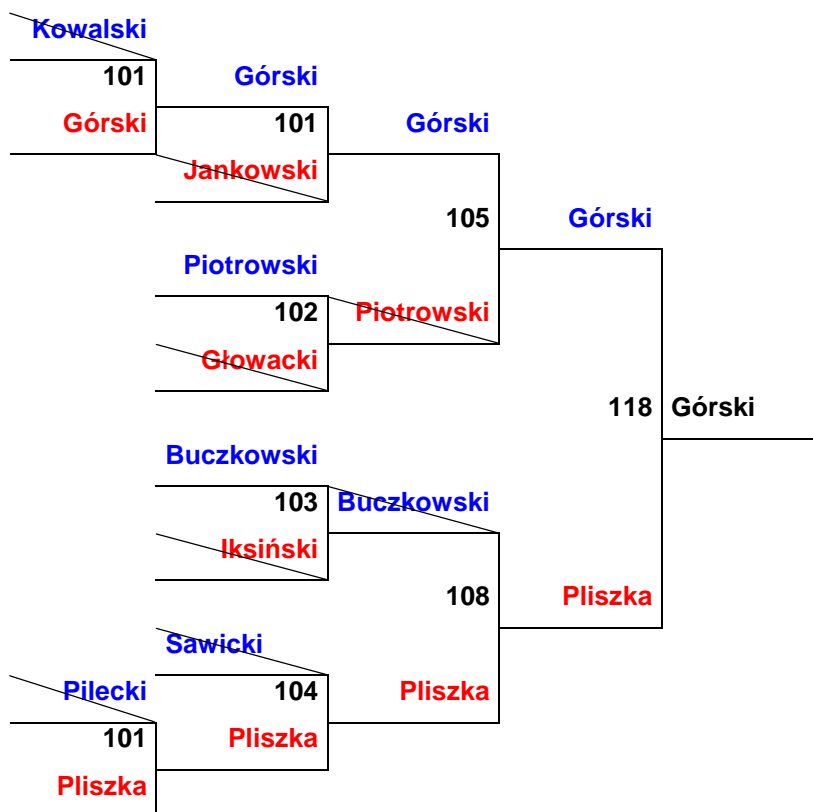 Kowalski
101 Górski
Górski 101 Górski
Jankowski
105 Górski
Piotrowski
102 Piotrowski
Głowacki
118 Górski
Buczkowski
103 Buczkowski
Iksiński
108 Pliszka
Sawicki
Pilecki 104 Pliszka
101 Pliszka
Pliszka